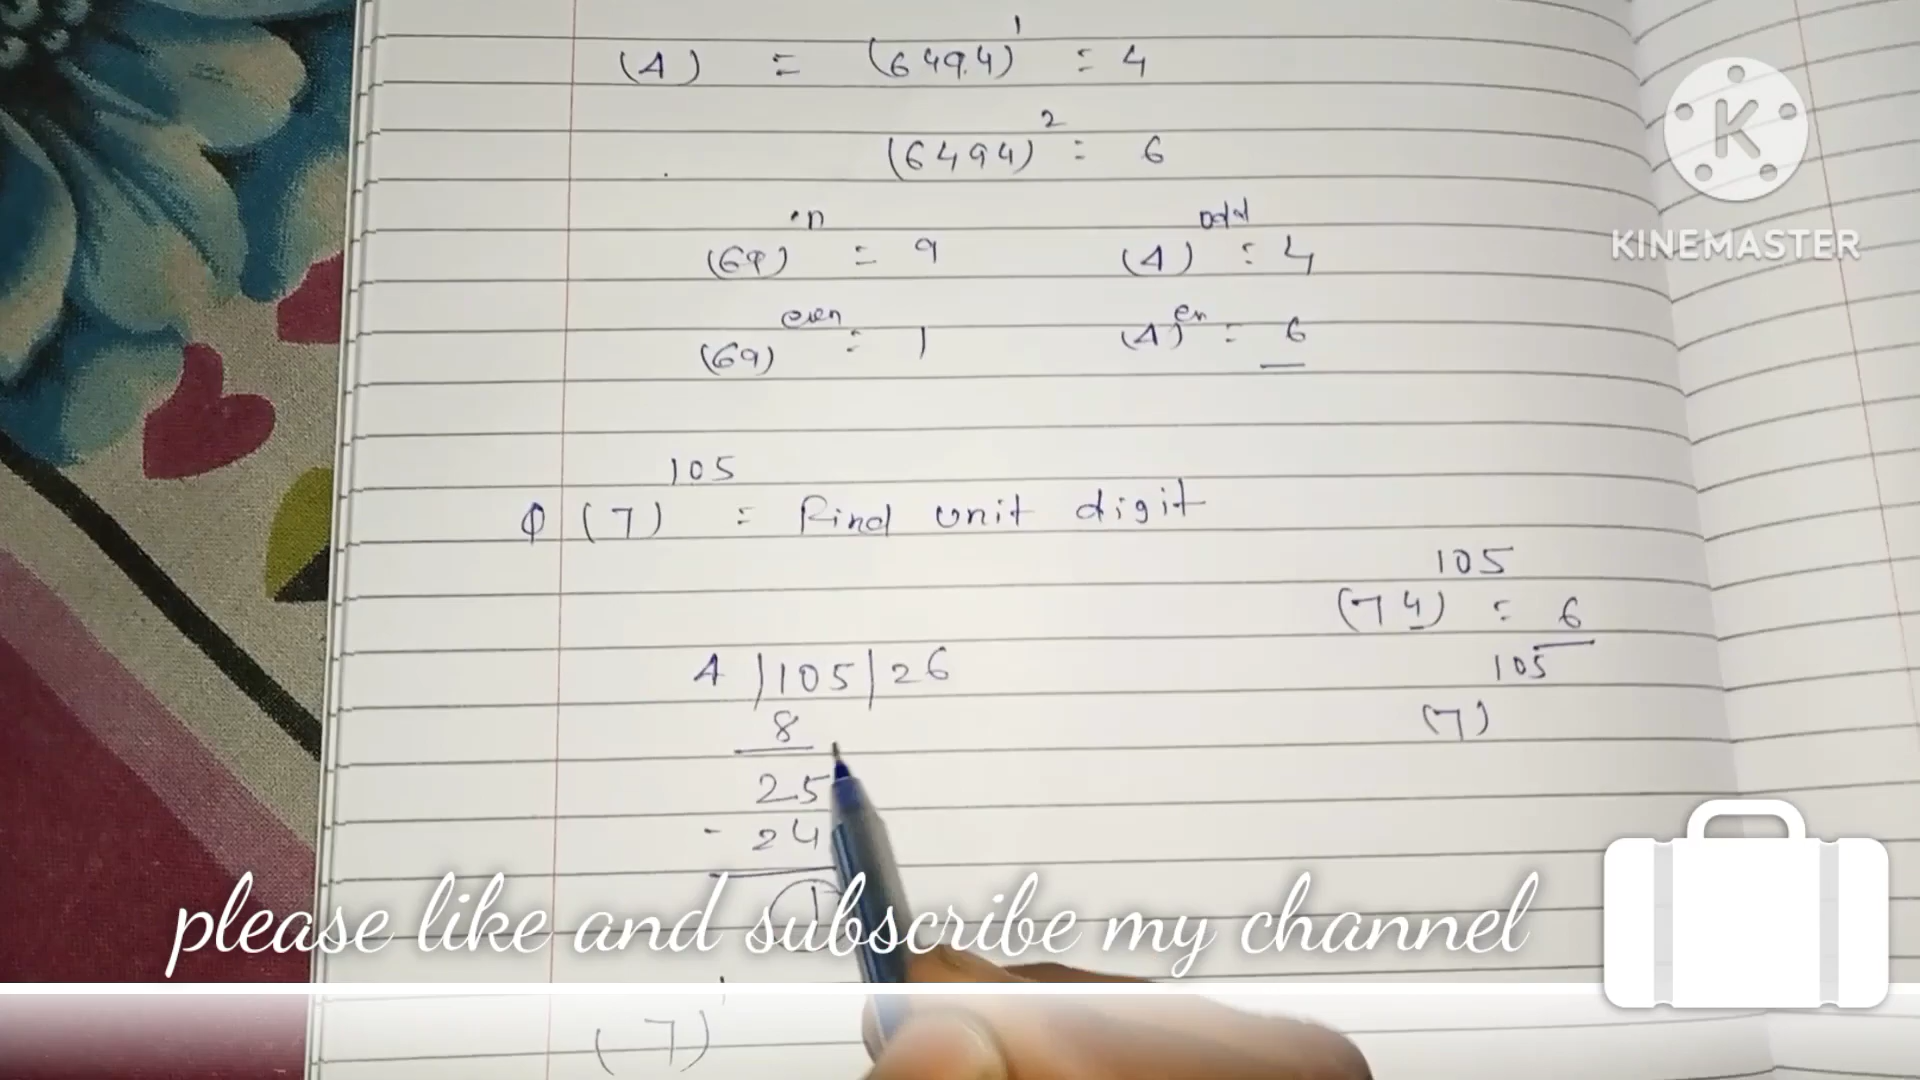 (4) = (6494)¹ = 4
(6494)² = 6
KINEMASTER
(69)ⁿ = 9 (4)ᵒᵈᵈ = 4
(69)ᵉᵛᵉⁿ = 1 (4)ᵉⁿ = 6
Q (7)¹⁰⁵ = Find unit digit
(74)¹⁰⁵ = 6
4 )105( 26
(7)¹⁰⁵
8
25
- 24
1
please like and subscribe my channel
(7)¹